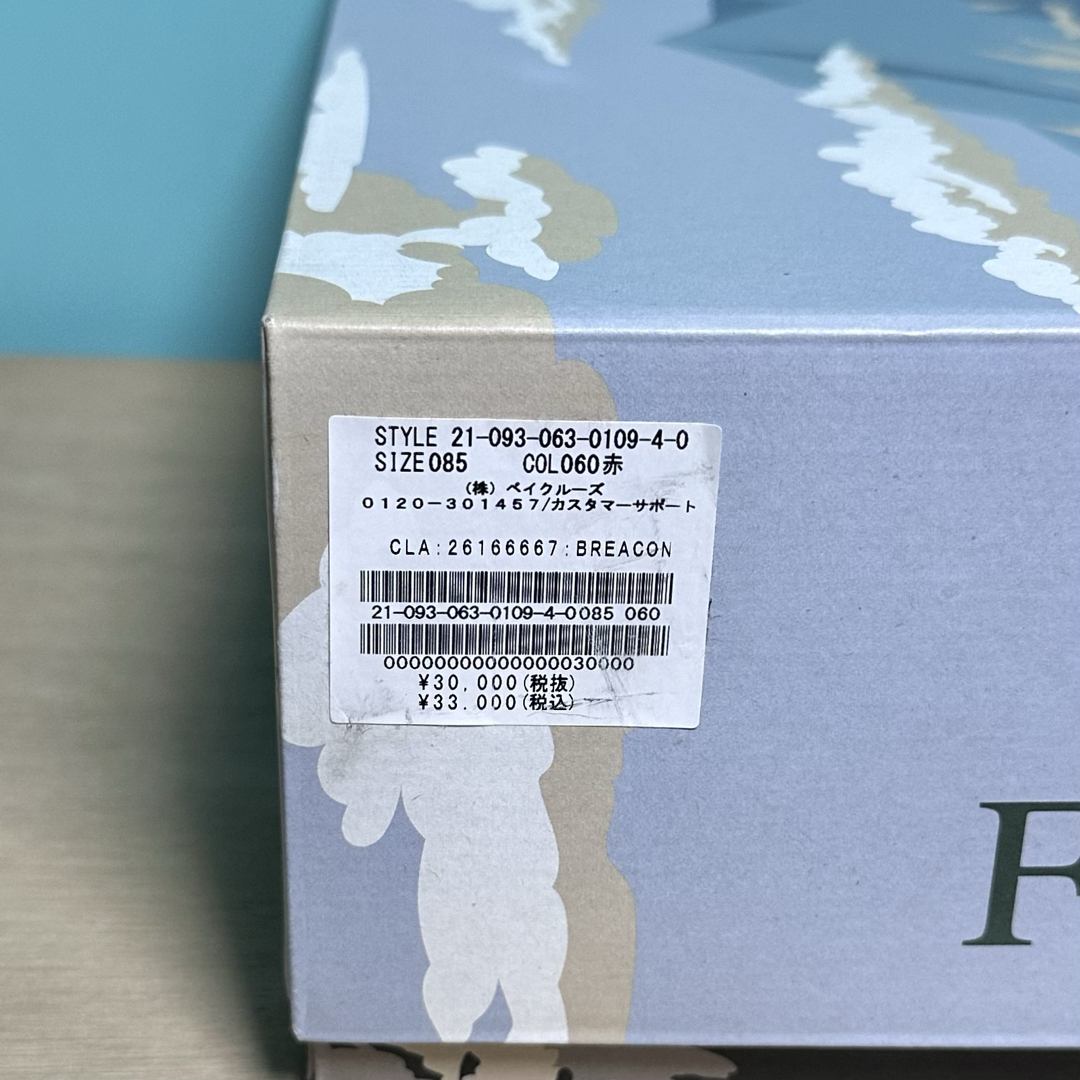 STYLE 21-093-063-0109-4-0
SIZE085 COL060赤
(株) ベイクルーズ
0120-301457/カスタマーサポート
CLA:26166667:BREACON
21-093-063-0109-4-0085 060
00000000000000030000
¥30,000(税抜)
¥33,000(税込)
F